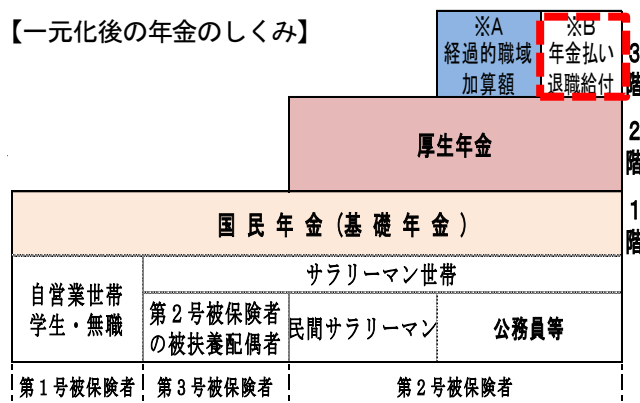 【一元化後の年金のしくみ】
※A
経過的職域
加算額
※B
年金払い
退職給付
3
階
厚生年金
2
階
国民年金(基礎年金)
1
階
自営業世帯
学生・無職
サラリーマン世帯
第2号被保険者
の被扶養配偶者
民間サラリーマン
公務員等
第1号被保険者
第3号被保険者
第2号被保険者